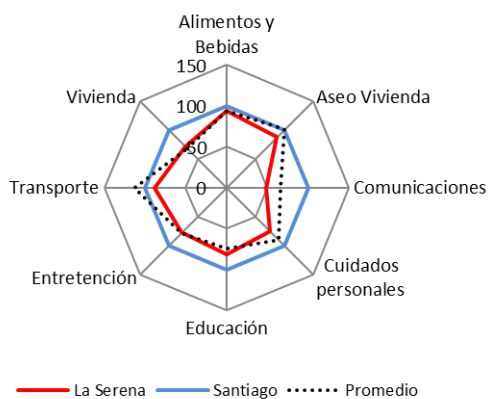 Alimentos y
Bebidas
150
Vivienda
Aseo Vivienda
100
50
Transporte
0
Comunicaciones
Entretención
Cuidados
personales
Educación
La Serena
Santiago
Promedio